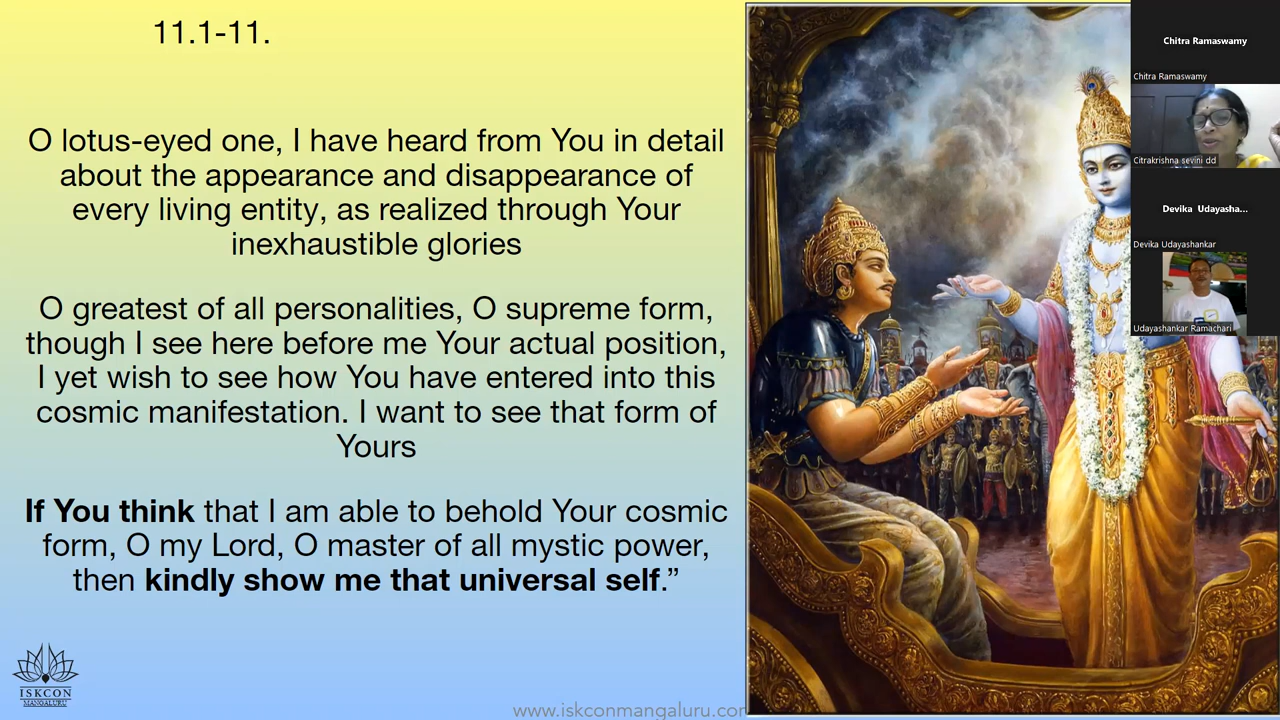 11.1-11.
O lotus-eyed one, I have heard from You in detail
about the appearance and disappearance of
every living entity, as realized through Your
inexhaustible glories
O greatest of all personalities, O supreme form,
though I see here before me Your actual position,
I yet wish to see how You have entered into this
cosmic manifestation. I want to see that form of
Yours
If You think that I am able to behold Your cosmic
form, O my Lord, O master of all mystic power,
then kindly show me that universal self.”
ISKCON
MANGALURU
www.iskconmangaluru.com
Chitra Ramaswamy
Chitra Ramaswamy
Citrakrishna sevini dd
Devika Udayasha...
Devika Udayashankar
Udayashankar Ramachari